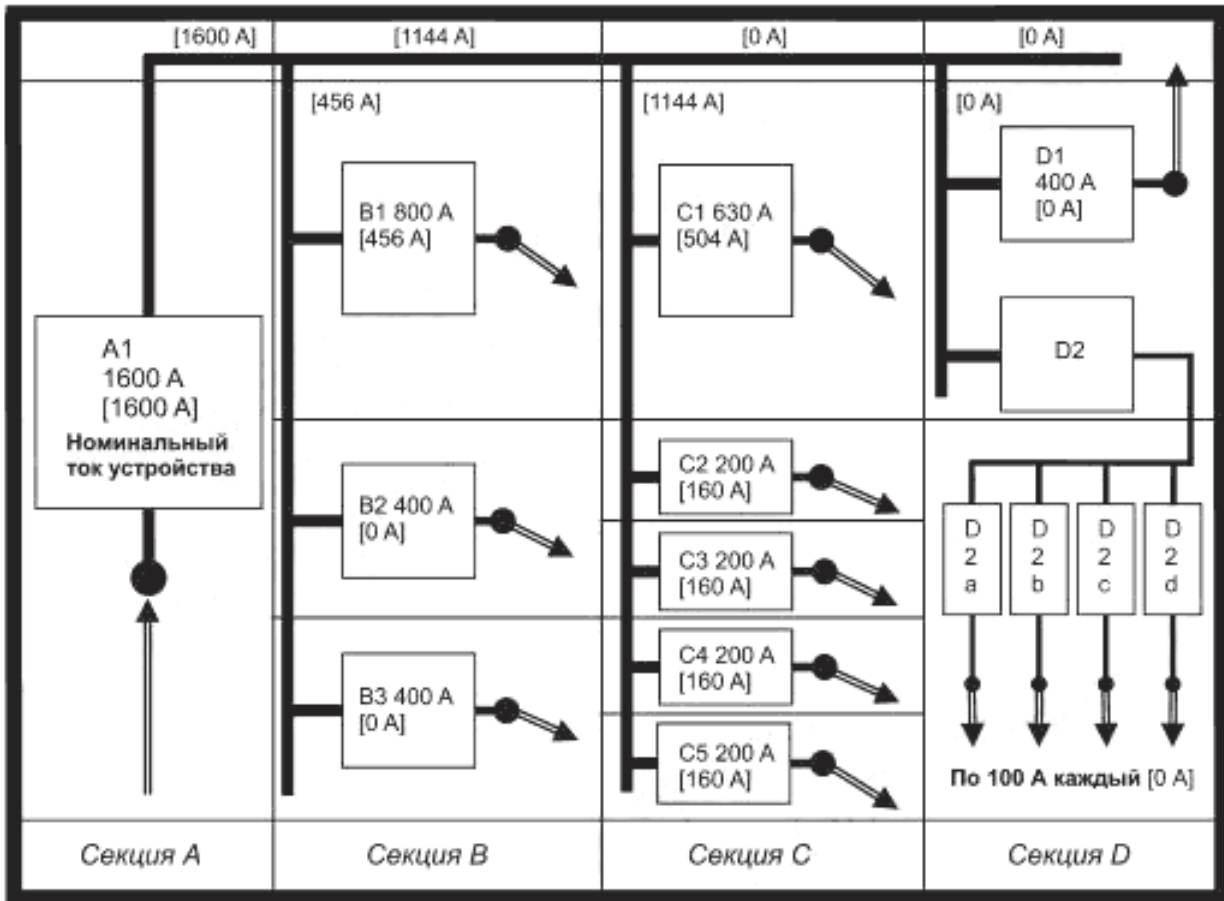 [1600 A]
[1144 A]
[0 A]
[0 A]
[456 A]
[1144 A]
[0 A]
A1
1600 A
[1600 A]
Номинальный
ток устройства
B1 800 A
[456 A]
B2 400 A
[0 A]
B3 400 A
[0 A]
C1 630 A
[504 A]
C2 200 A
[160 A]
C3 200 A
[160 A]
C4 200 A
[160 A]
C5 200 A
[160 A]
D1
400 A
[0 A]
D2
D
2
a
D
2
b
D
2
c
D
2
d
По 100 А каждый [0 A]
Секция A
Секция B
Секция C
Секция D